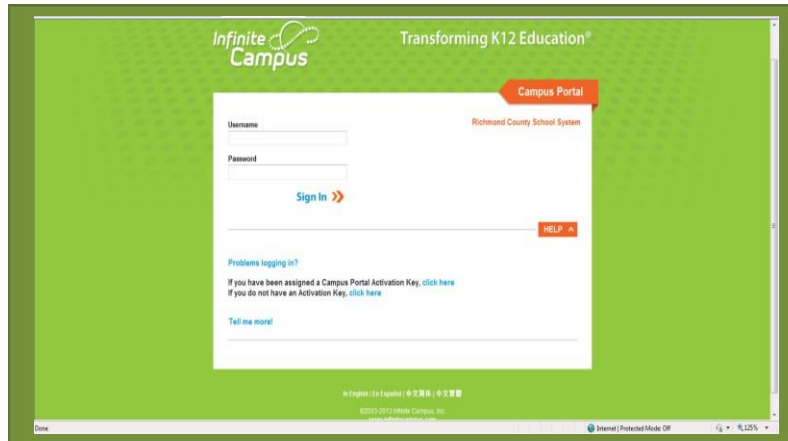 Infinite Campus
Transforming K12 Education®
Campus Portal
Richmond County School System
Username
Password
Sign In
HELP
Problems logging in?
If you have been assigned a Campus Portal Activation Key, click here
If you do not have an Activation Key, click here
Tell me more!
In English | En Español | 中文简体 | 中文繁體
©2003-2013 Infinite Campus, Inc.
www.infinitecampus.com
Done
Internet | Protected Mode: Off
125%